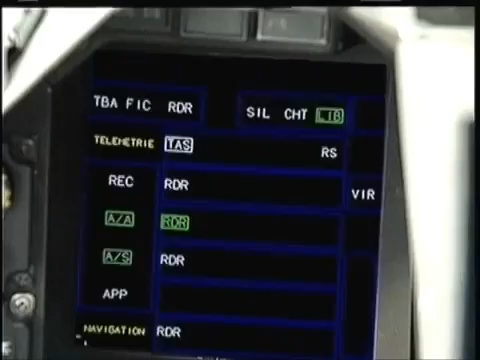 TBA FIC RDR SIL CHT LIB
TELEMETRIE TAS RS
REC RDR VIR
A/A RDR
A/S RDR
APP
NAVIGATION RDR